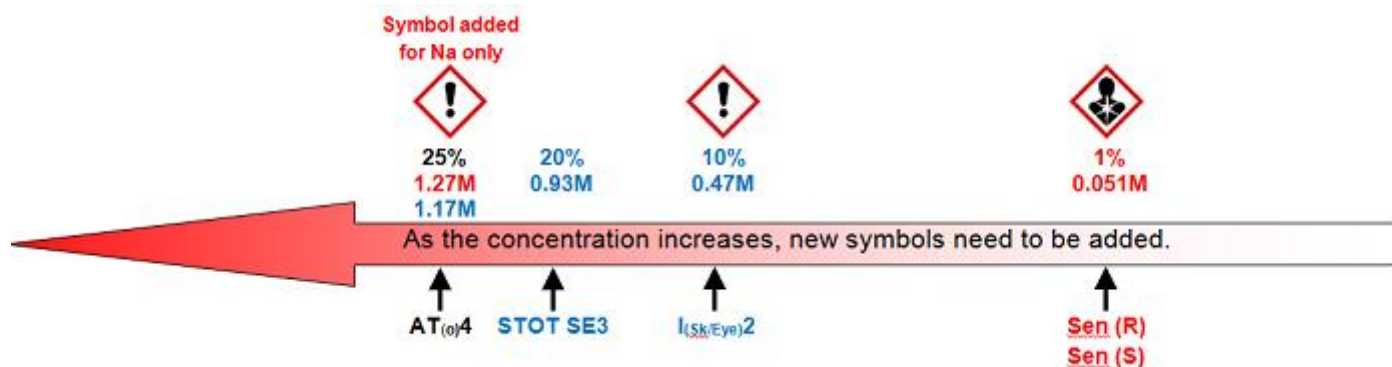 Symbol added
for Na only
25%
1.27M
1.17M
20%
0.93M
10%
0.47M
1%
0.051M
As the concentration increases, new symbols need to be added.
AT(o)4
STOT SE3
I(Sk/Eye)2
Sen (R)
Sen (S)